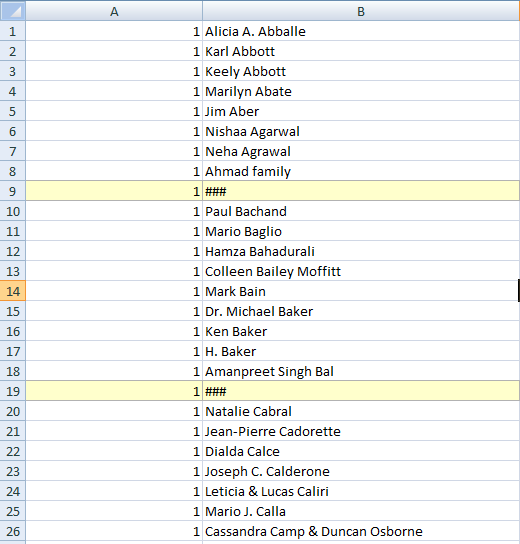 A B
1 1 Alicia A. Abballe
2 1 Karl Abbott
3 1 Keely Abbott
4 1 Marilyn Abate
5 1 Jim Aber
6 1 Nishaa Agarwal
7 1 Neha Agrawal
8 1 Ahmad family
9 1 ###
10 1 Paul Bachand
11 1 Mario Baglio
12 1 Hamza Bahadurali
13 1 Colleen Bailey Moffitt
14 1 Mark Bain
15 1 Dr. Michael Baker
16 1 Ken Baker
17 1 H. Baker
18 1 Amanpreet Singh Bal
19 1 ###
20 1 Natalie Cabral
21 1 Jean-Pierre Cadorette
22 1 Dialda Calce
23 1 Joseph C. Calderone
24 1 Leticia & Lucas Caliri
25 1 Mario J. Calla
26 1 Cassandra Camp & Duncan Osborne